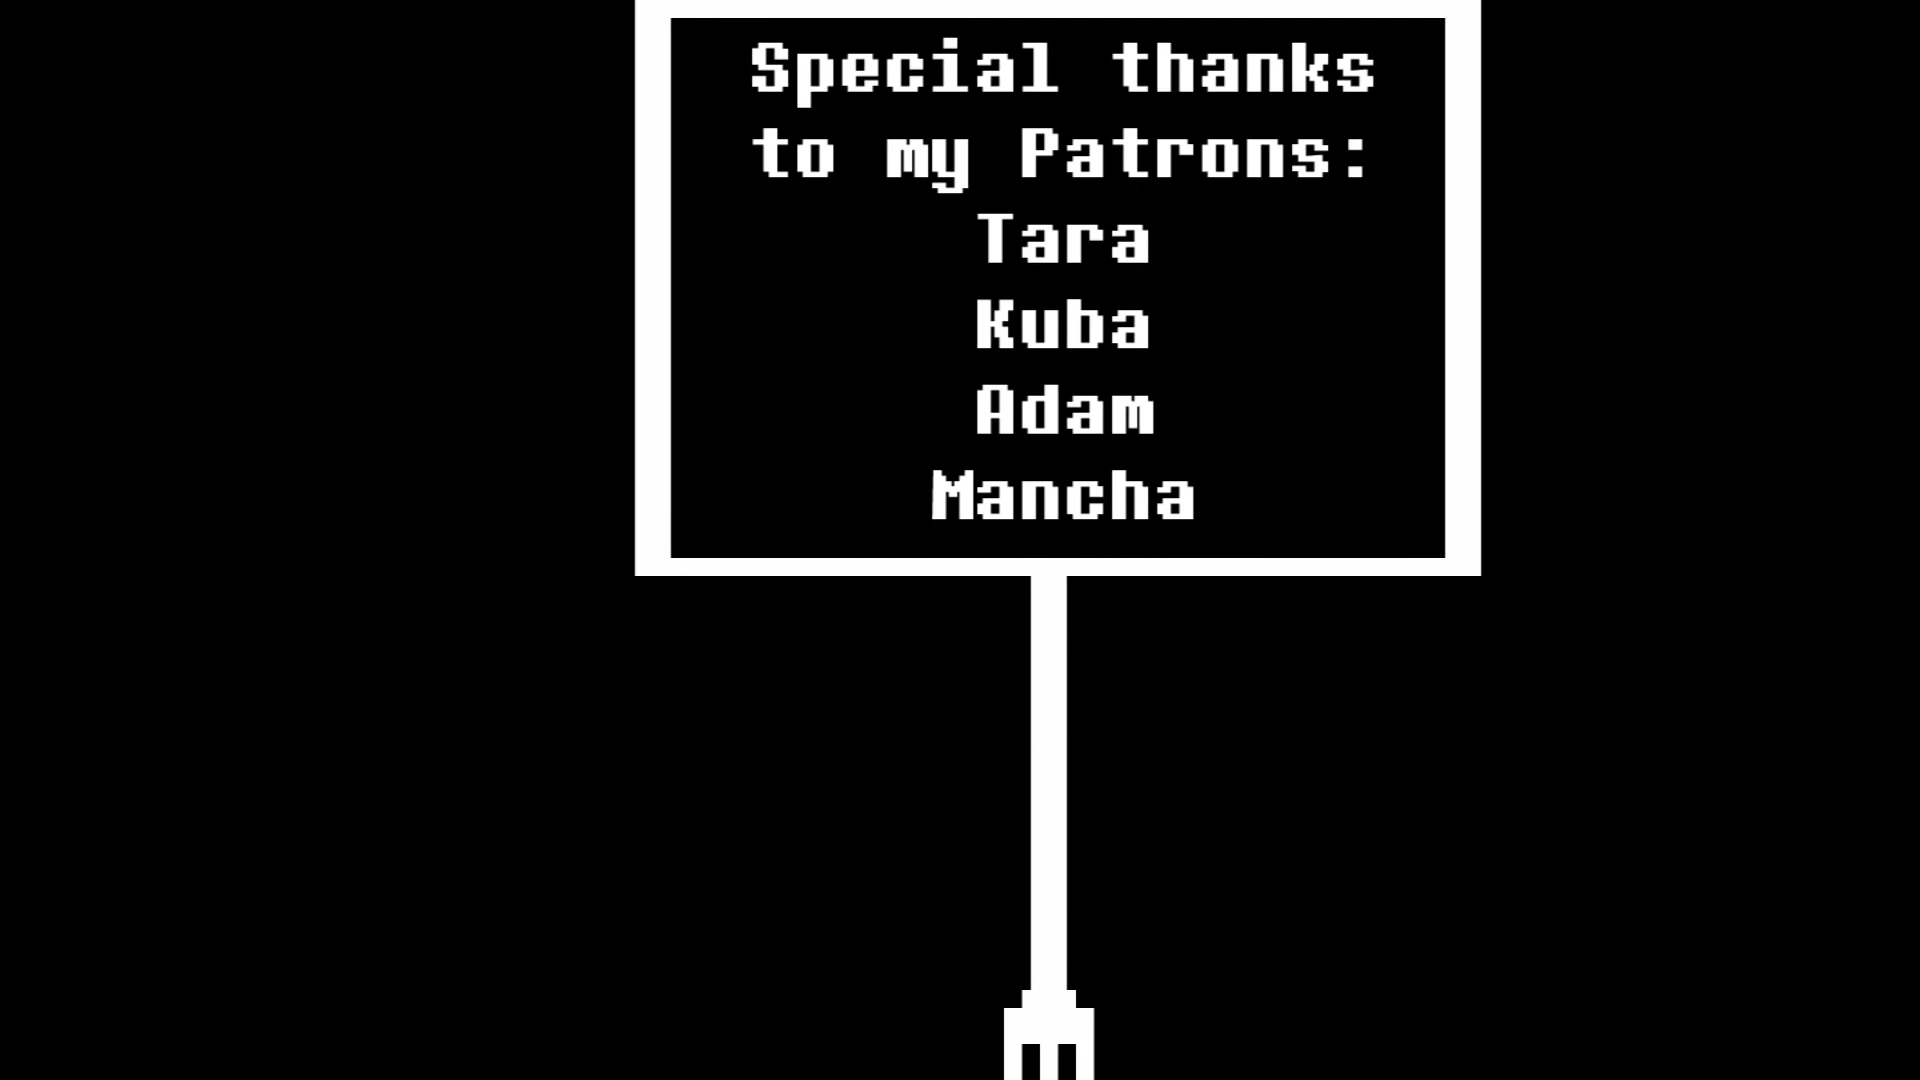 Special thanks
to my Patrons:
Tara
Kuba
Adam
Mancha